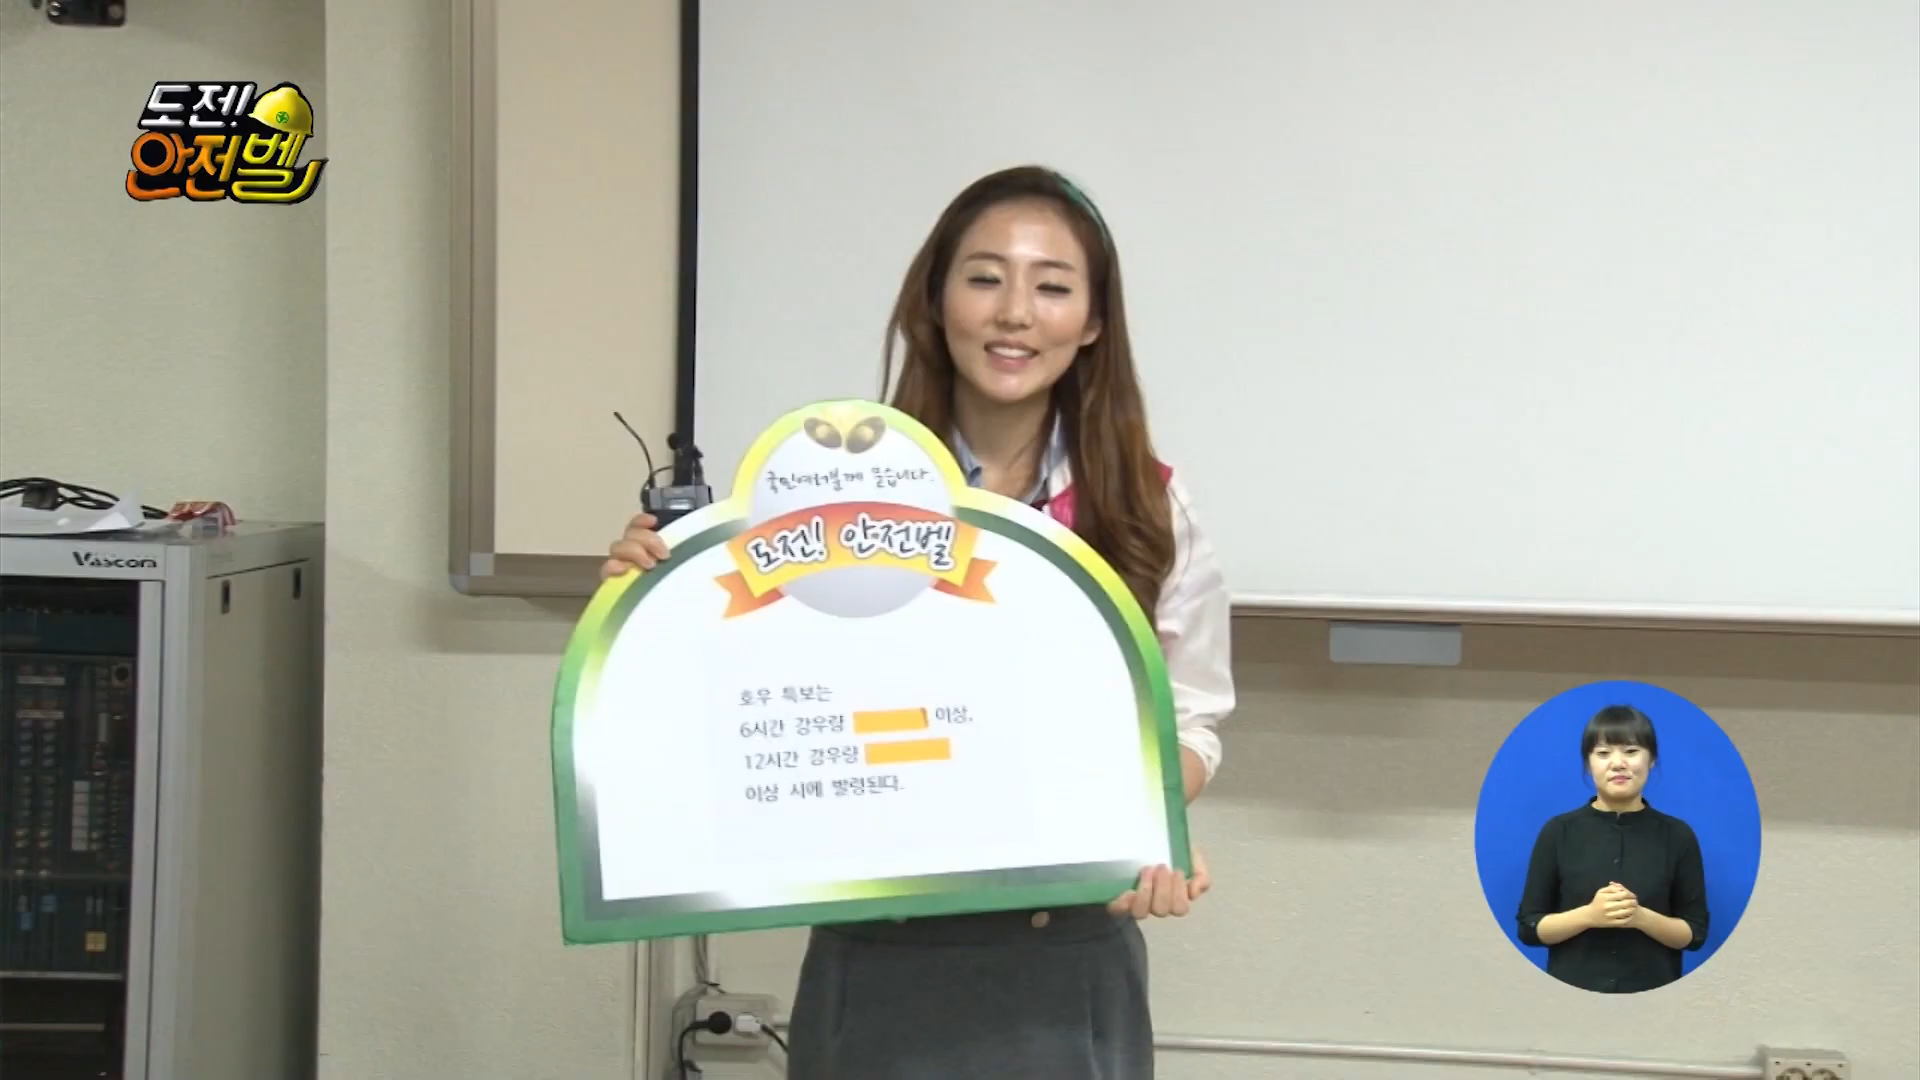 도전!
안전벨
Vascom
국민여러분께 묻습니다.
도전! 안전벨
호우 특보는
6시간 강우량 이상,
12시간 강우량
이상 시에 발령된다.